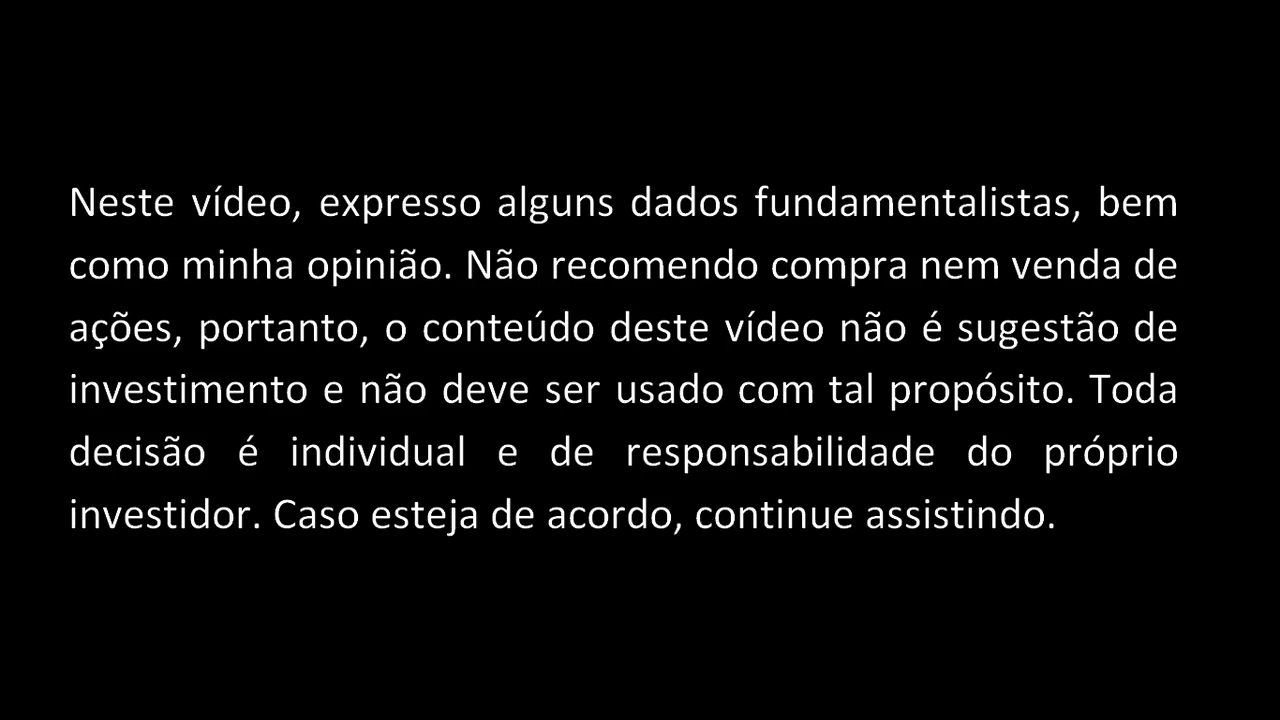 Neste vídeo, expresso alguns dados fundamentalistas, bem
como minha opinião. Não recomendo compra nem venda de
ações, portanto, o conteúdo deste vídeo não é sugestão de
investimento e não deve ser usado com tal propósito. Toda
decisão é individual e de responsabilidade do próprio
investidor. Caso esteja de acordo, continue assistindo.